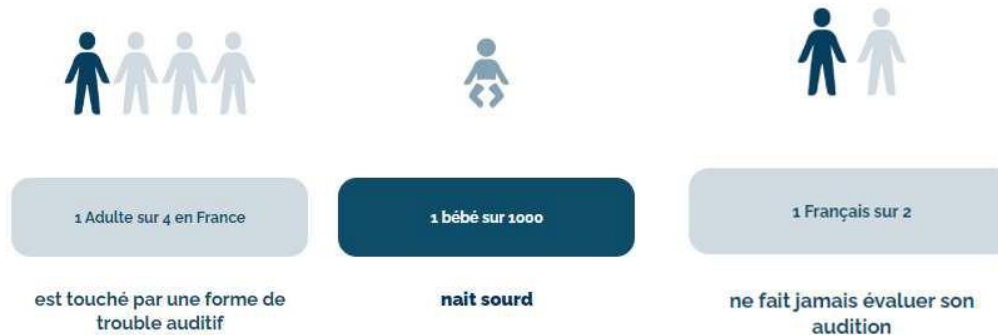 1 Adulte sur 4 en France
est touché par une forme de
trouble auditif
1 bébé sur 1000
nait sourd
1 Français sur 2
ne fait jamais évaluer son
audition